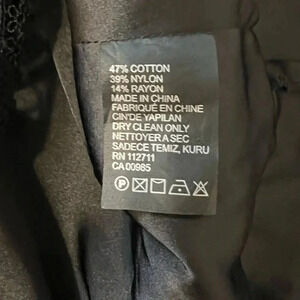 47% COTTON
39% NYLON
14% RAYON
MADE IN CHINA
FABRIQUÉ EN CHINE
CIN'DE YAPILAN
DRY CLEAN ONLY
NETTOYER A SEC
SADECE TEMIZ, KURU
RN 112711
CA 00985
P